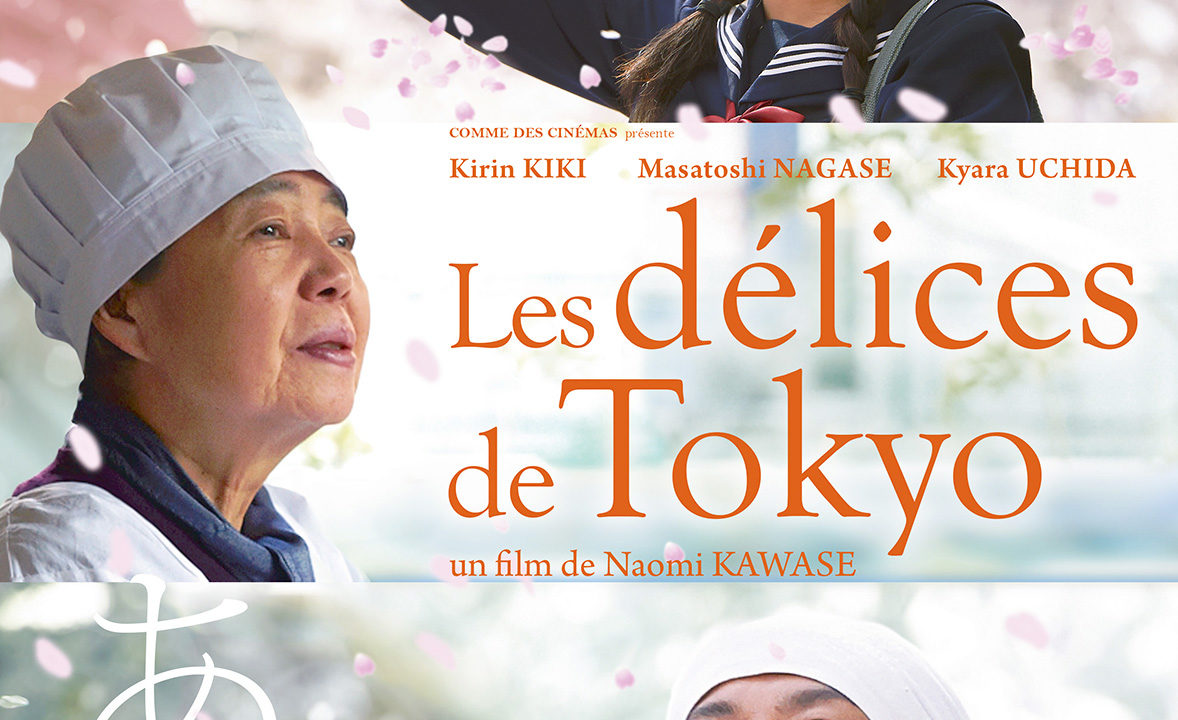 COMME DES CINÉMAS présente
Kirin KIKI Masatoshi NAGASE Kyara UCHIDA
Les délices
de Tokyo
un film de Naomi KAWASE
あ